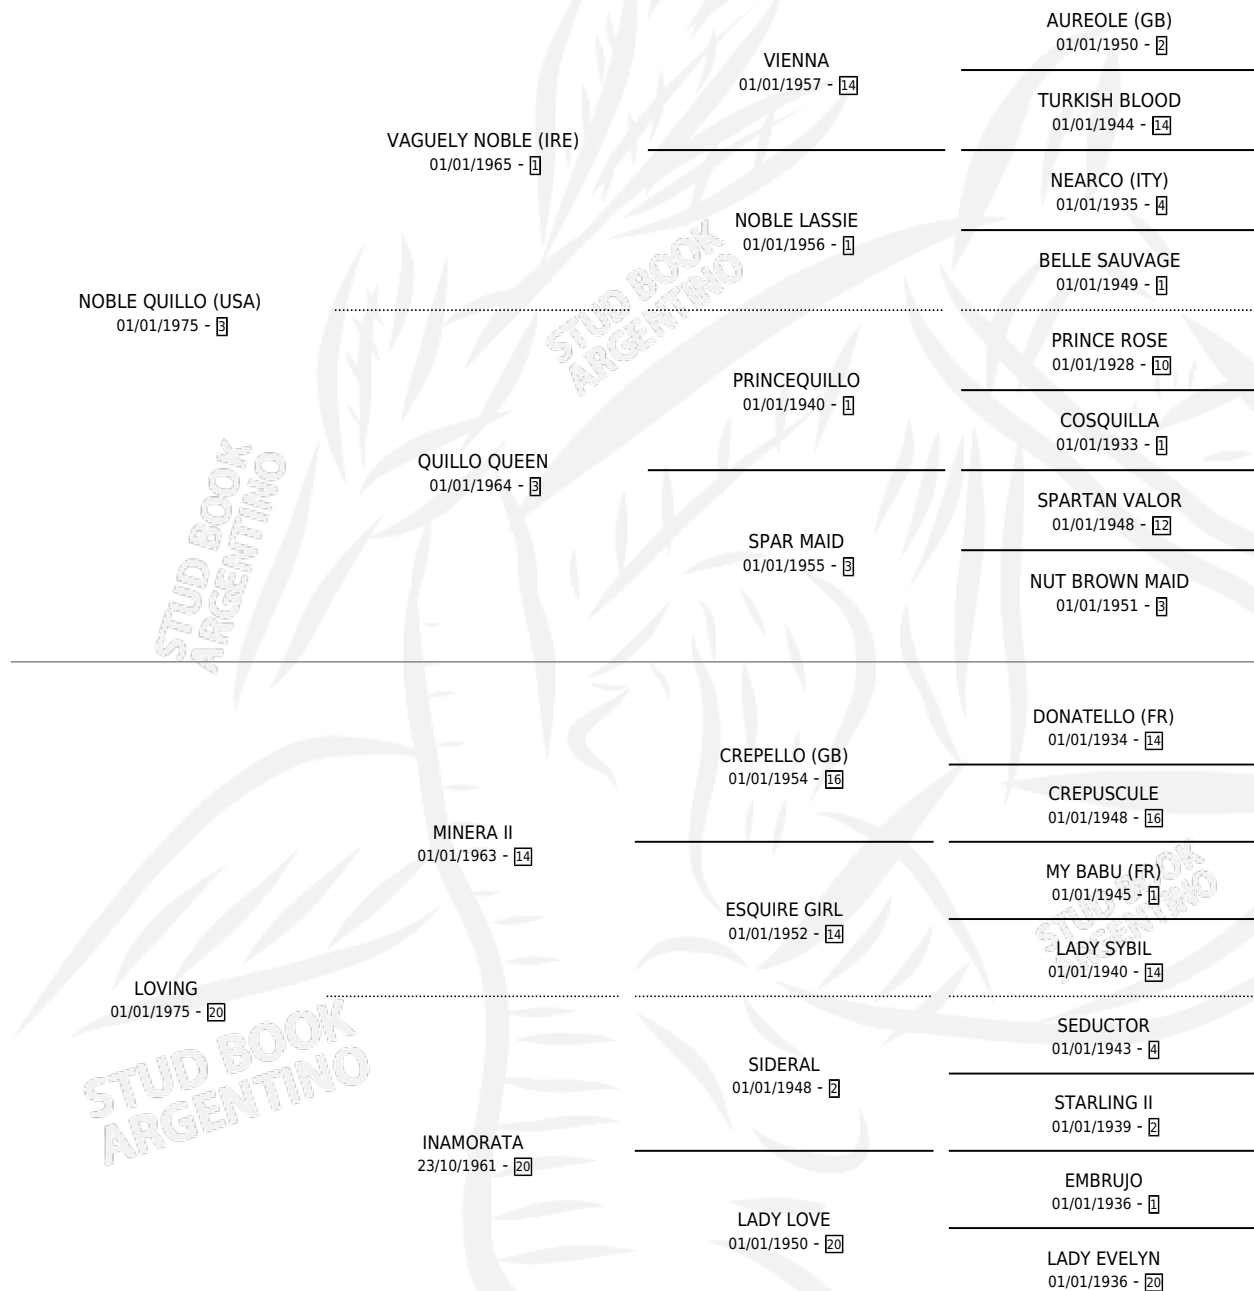 AUREOLE (GB)
01/01/1950 - 2
VIENNA
01/01/1957 - 14
TURKISH BLOOD
01/01/1944 - 14
VAGUELY NOBLE (IRE)
01/01/1965 - 1
NEARCO (ITY)
01/01/1935 - 4
NOBLE LASSIE
01/01/1956 - 1
BELLE SAUVAGE
01/01/1949 - 1
NOBLE QUILLO (USA)
01/01/1975 - 3
PRINCE ROSE
01/01/1928 - 10
PRINCEQUILLO
01/01/1940 - 1
COSQUILLA
01/01/1933 - 1
QUILLO QUEEN
01/01/1964 - 3
SPARTAN VALOR
01/01/1948 - 12
SPAR MAID
01/01/1955 - 3
NUT BROWN MAID
01/01/1951 - 3
DONATELLO (FR)
01/01/1934 - 14
CREPELLO (GB)
01/01/1954 - 16
CREPUSCULE
01/01/1948 - 16
MINERA II
01/01/1963 - 14
MY BABU (FR)
01/01/1945 - 1
ESQUIRE GIRL
01/01/1952 - 14
LADY SYBIL
01/01/1940 - 14
LOVING
01/01/1975 - 20
SEDUCTOR
01/01/1943 - 4
SIDERAL
01/01/1948 - 2
STARLING II
01/01/1939 - 2
INAMORATA
23/10/1961 - 20
EMBRUJO
01/01/1936 - 1
LADY LOVE
01/01/1950 - 20
LADY EVELYN
01/01/1936 - 20
STUD BOOK
ARGENTINO
STUD BOOK
ARGENTINO
STUD BOOK
ARGENTINO
STUD BOOK
ARGENTINO